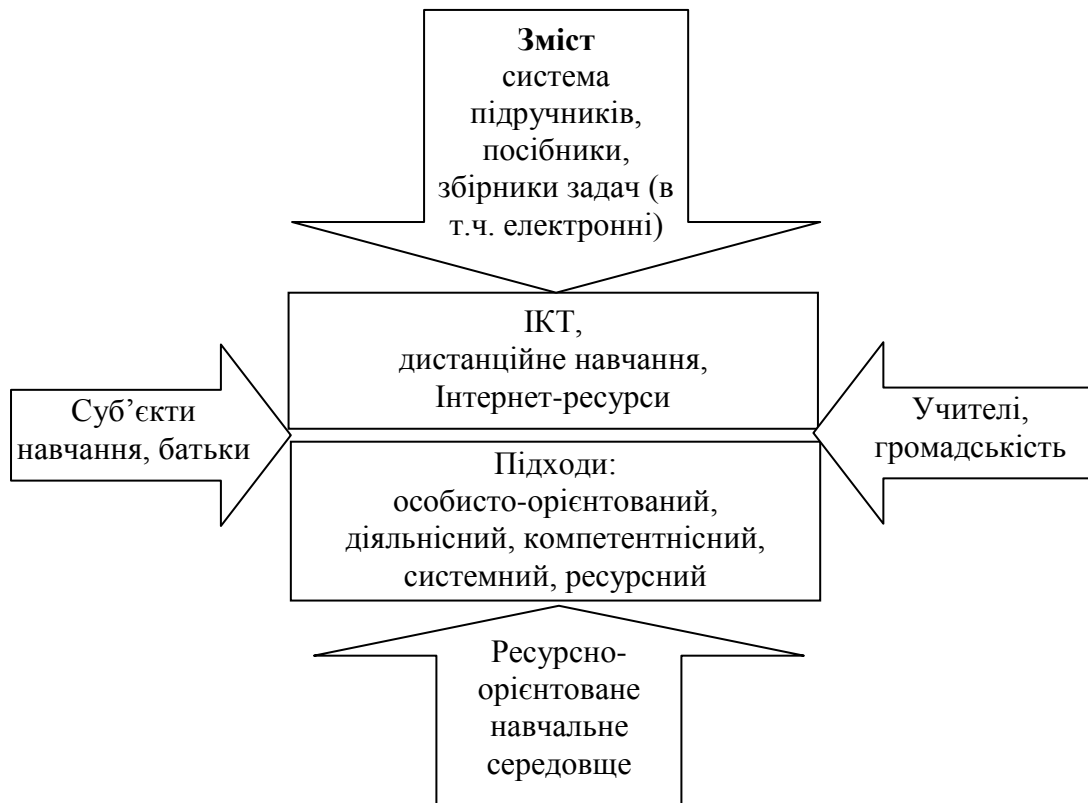 Зміст
система
підручників,
посібники,
збірники задач (в
т.ч. електронні)
ІКТ,
дистанційне навчання,
Інтернет-ресурси
Суб’єкти
навчання, батьки
Учителі,
громадськість
Підходи:
особисто-орієнтований,
діяльнісний, компетентнісний,
системний, ресурсний
Ресурсно-
орієнтоване
навчальне
середовще